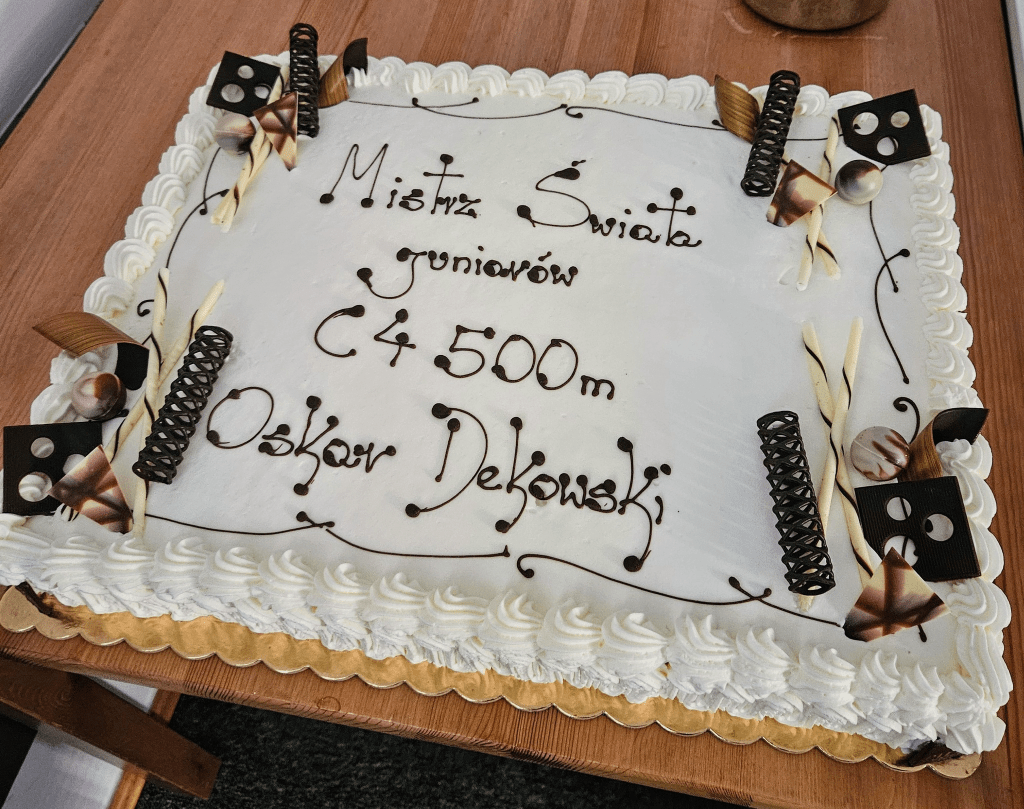 Mistrz Świata
juniorów
C4 500m
Oskar Dekowski